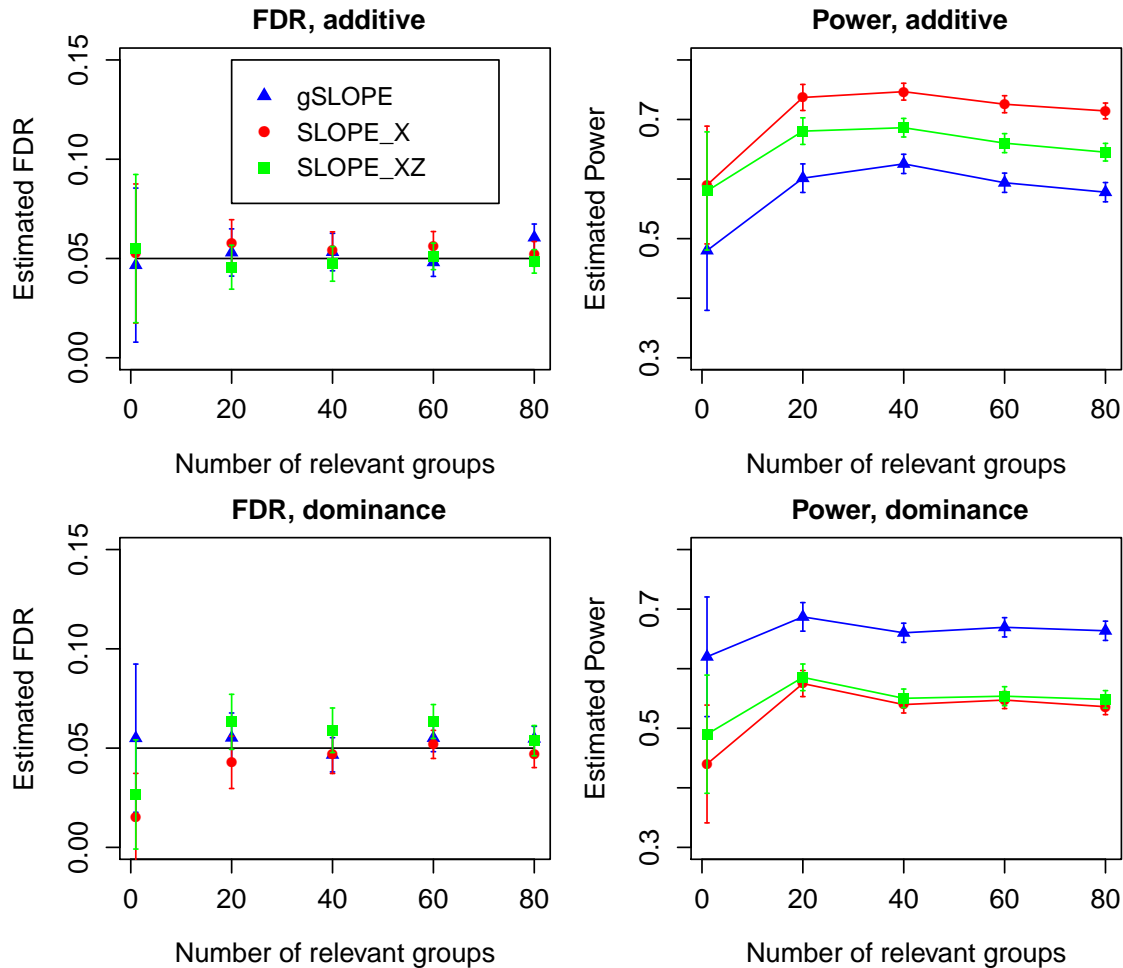 FDR, additive
Estimated FDR
0.00 0.05 0.10 0.15
gSLOPE
SLOPE_X
SLOPE_XZ
0 20 40 60 80
Number of relevant groups
Power, additive
Estimated Power
0.3 0.5 0.7
0 20 40 60 80
Number of relevant groups
FDR, dominance
Estimated FDR
0.00 0.05 0.10 0.15
0 20 40 60 80
Number of relevant groups
Power, dominance
Estimated Power
0.3 0.5 0.7
0 20 40 60 80
Number of relevant groups